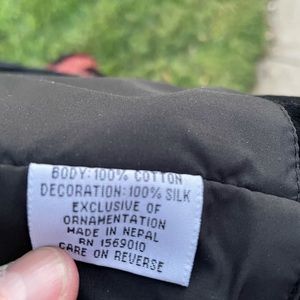 BODY: 100% COTTON
DECORATION: 100% SILK
EXCLUSIVE OF
ORNAMENTATION
MADE IN NEPAL
RN 1569010
CARE ON REVERSE